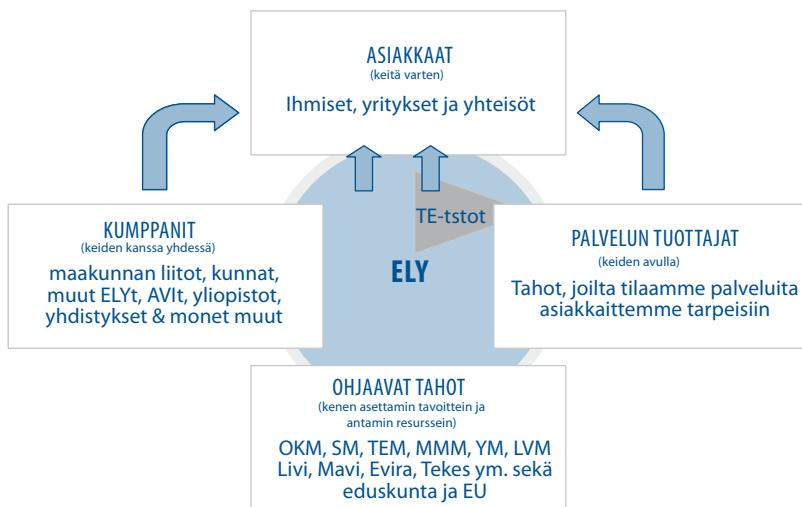 ASIAKKAAT
(keitä varten)
Ihmiset, yritykset ja yhteisöt
KUMPPANIT
(keiden kanssa yhdessä)
maakunnan liitot, kunnat,
muut ELYt, AVIt, yliopistot,
yhdistykset & monet muut
TE-tstot
ELY
PALVELUN TUOTTAJAT
(keiden avulla)
Tahot, joilta tilaamme palveluita
asiakkaittemme tarpeisiin
OHJAAVAT TAHOT
(kenen asettamin tavoittein ja
antamin resurssein)
OKM, SM, TEM, MMM, YM, LVM
Livi, Mavi, Evira, Tekes ym. sekä
eduskunta ja EU